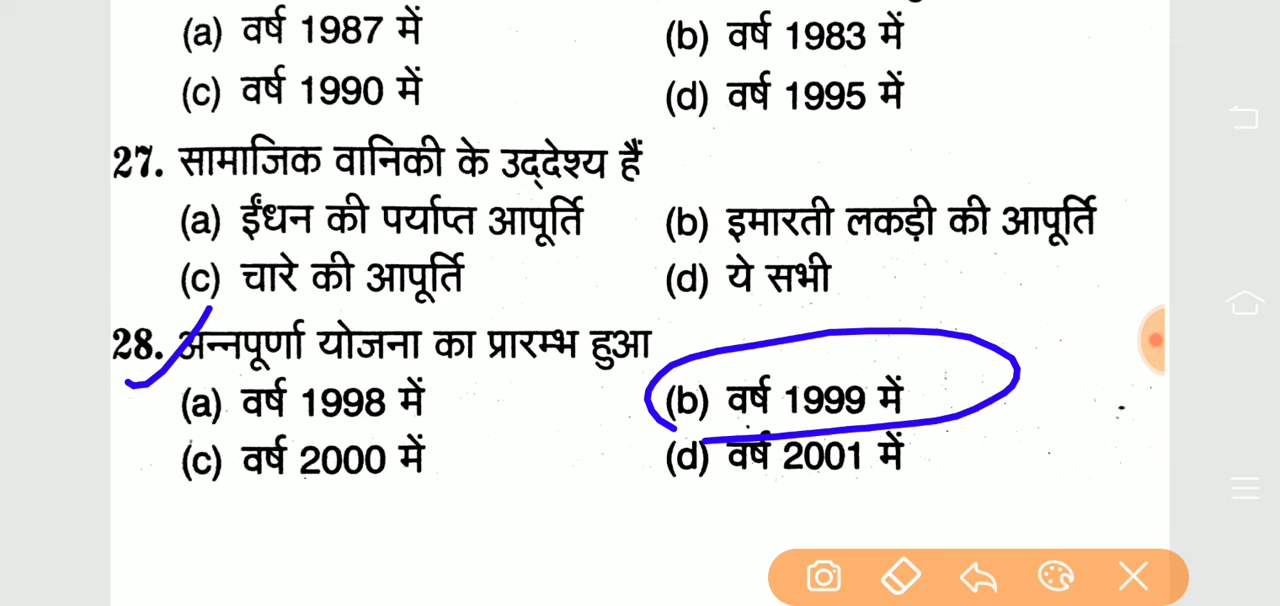 (a) वर्ष 1987 में (b) वर्ष 1983 में
(c) वर्ष 1990 में (d) वर्ष 1995 में
27. सामाजिक वानिकी के उद्देश्य हैं
(a) ईंधन की पर्याप्त आपूर्ति (b) इमारती लकड़ी की आपूर्ति
(c) चारे की आपूर्ति (d) ये सभी
28. अन्नपूर्णा योजना का प्रारम्भ हुआ
(a) वर्ष 1998 में (b) वर्ष 1999 में
(c) वर्ष 2000 में (d) वर्ष 2001 में